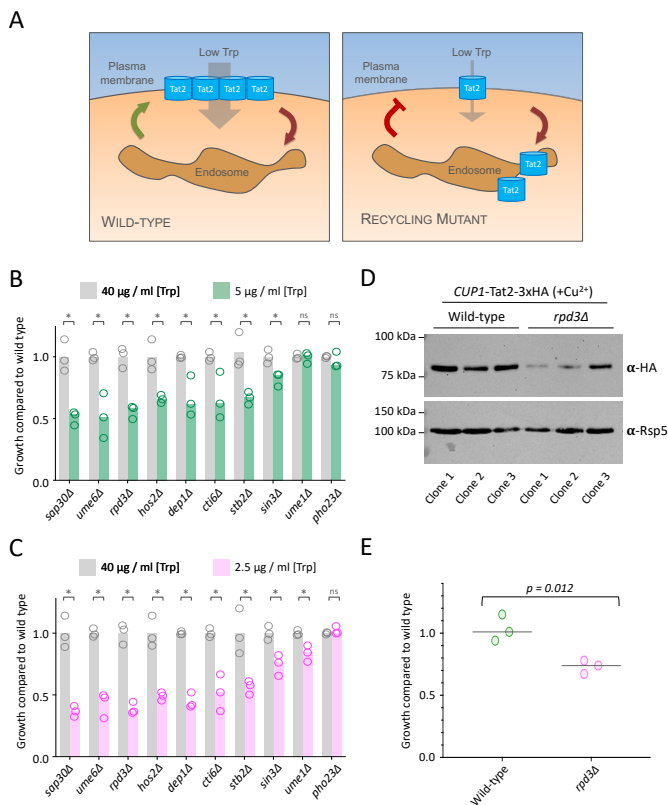 A
Low Trp
Plasma
membrane
Tat2 Tat2 Tat2 Tat2
Endosome
WILD-TYPE
Low Trp
Plasma
membrane
Tat2
Tat2
Endosome
Tat2
RECYCLING MUTANT
B
40 µg / ml [Trp] 5 µg / ml [Trp]
* * * * * * * * ns ns
Growth compared to wild type
1.0
0.5
0.0
sap30Δ ume6Δ rpd3Δ hos2Δ dep1Δ cti6Δ stb2Δ sin3Δ ume1Δ pho23Δ
C
40 µg / ml [Trp] 2.5 µg / ml [Trp]
* * * * * * * * * ns
Growth compared to wild type
1.0
0.5
0.0
sap30Δ ume6Δ rpd3Δ hos2Δ dep1Δ cti6Δ stb2Δ sin3Δ ume1Δ pho23Δ
D
CUP1-Tat2-3xHA (+Cu²⁺)
Wild-type rpd3Δ
100 kDa
75 kDa
α-HA
150 kDa
100 kDa
α-Rsp5
Clone 1 Clone 2 Clone 3 Clone 1 Clone 2 Clone 3
E
p = 0.012
Growth compared to wild type
1.0
0.5
0.0
Wild-type rpd3Δ